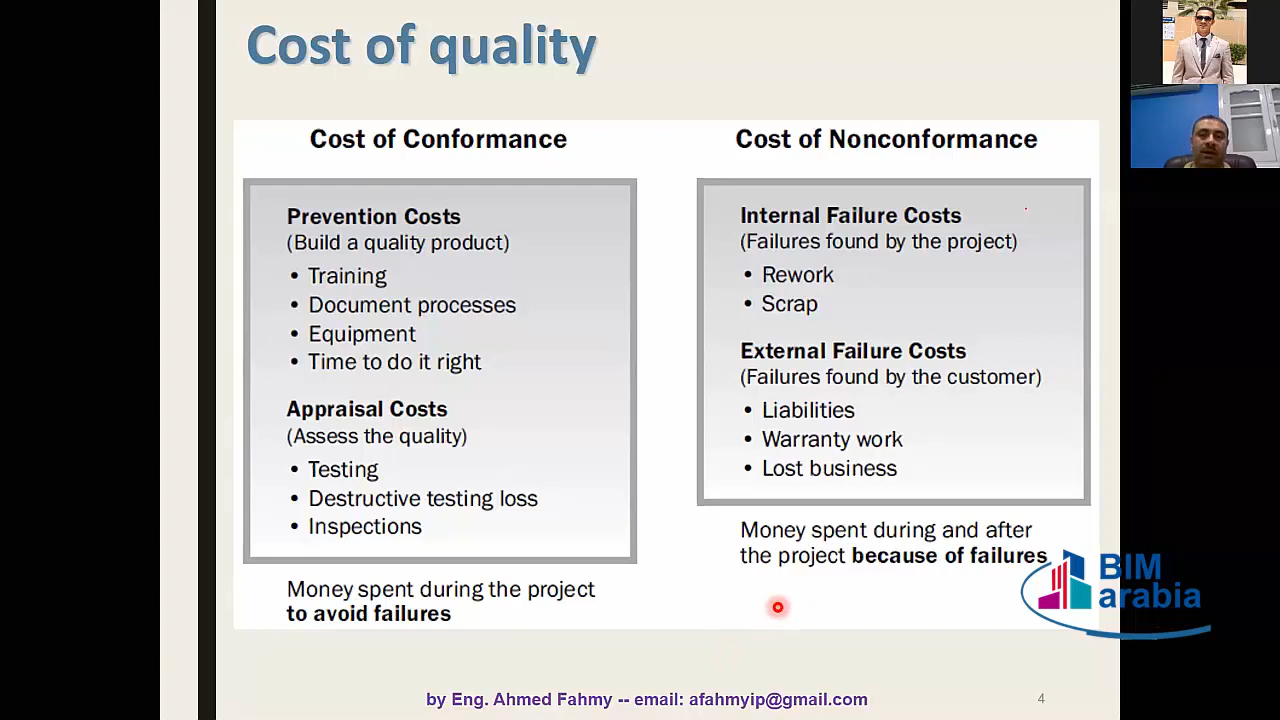 Cost of quality
Cost of Conformance
Prevention Costs
(Build a quality product)
• Training
• Document processes
• Equipment
• Time to do it right
Appraisal Costs
(Assess the quality)
• Testing
• Destructive testing loss
• Inspections
Money spent during the project
to avoid failures
Cost of Nonconformance
Internal Failure Costs
(Failures found by the project)
• Rework
• Scrap
External Failure Costs
(Failures found by the customer)
• Liabilities
• Warranty work
• Lost business
Money spent during and after
the project because of failures
BIM
arabia
by Eng. Ahmed Fahmy -- email: afahmyip@gmail.com
4